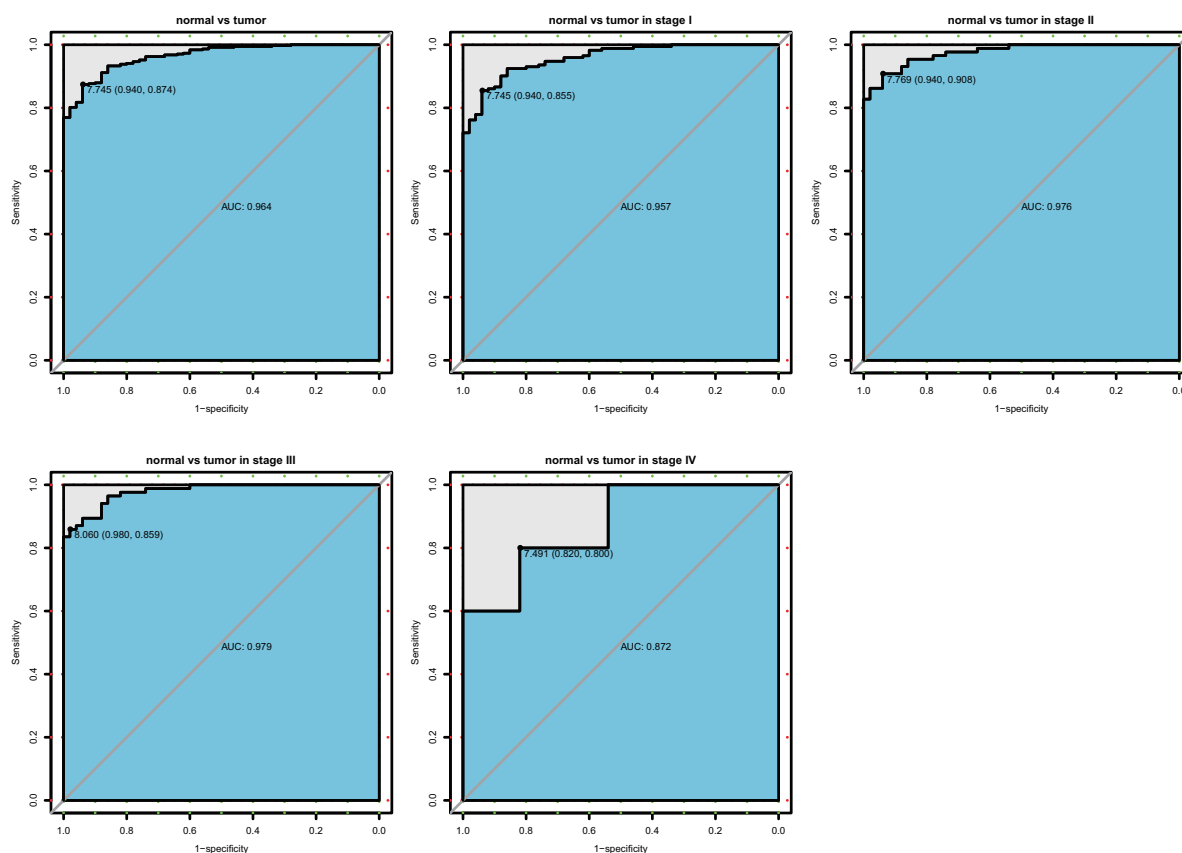 normal vs tumor
1.0
0.8
0.6
0.4
0.2
0.0
Sensitivity
7.745 (0.940, 0.874)
AUC: 0.964
1.0 0.8 0.6 0.4 0.2 0.0
1−specificity
normal vs tumor in stage I
1.0
0.8
0.6
0.4
0.2
0.0
Sensitivity
7.745 (0.940, 0.855)
AUC: 0.957
1.0 0.8 0.6 0.4 0.2 0.0
1−specificity
normal vs tumor in stage II
1.0
0.8
0.6
0.4
0.2
0.0
Sensitivity
7.769 (0.940, 0.908)
AUC: 0.976
1.0 0.8 0.6 0.4 0.2 0.0
1−specificity
normal vs tumor in stage III
1.0
0.8
0.6
0.4
0.2
0.0
Sensitivity
8.060 (0.980, 0.859)
AUC: 0.979
1.0 0.8 0.6 0.4 0.2 0.0
1−specificity
normal vs tumor in stage IV
1.0
0.8
0.6
0.4
0.2
0.0
Sensitivity
7.491 (0.820, 0.800)
AUC: 0.872
1.0 0.8 0.6 0.4 0.2 0.0
1−specificity